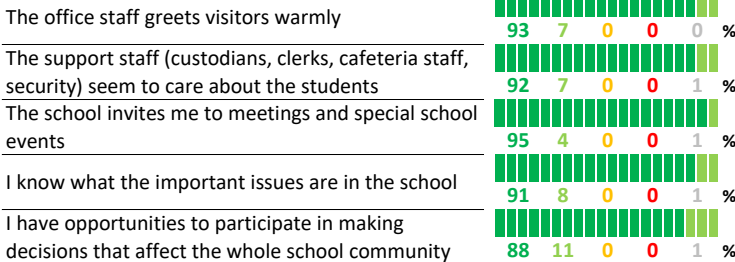 The office staff greets visitors warmly
93 7 0 0 0 %
The support staff (custodians, clerks, cafeteria staff,
security) seem to care about the students
92 7 0 0 1 %
The school invites me to meetings and special school
events
95 4 0 0 1 %
I know what the important issues are in the school
91 8 0 0 1 %
I have opportunities to participate in making
decisions that affect the whole school community
88 11 0 0 1 %